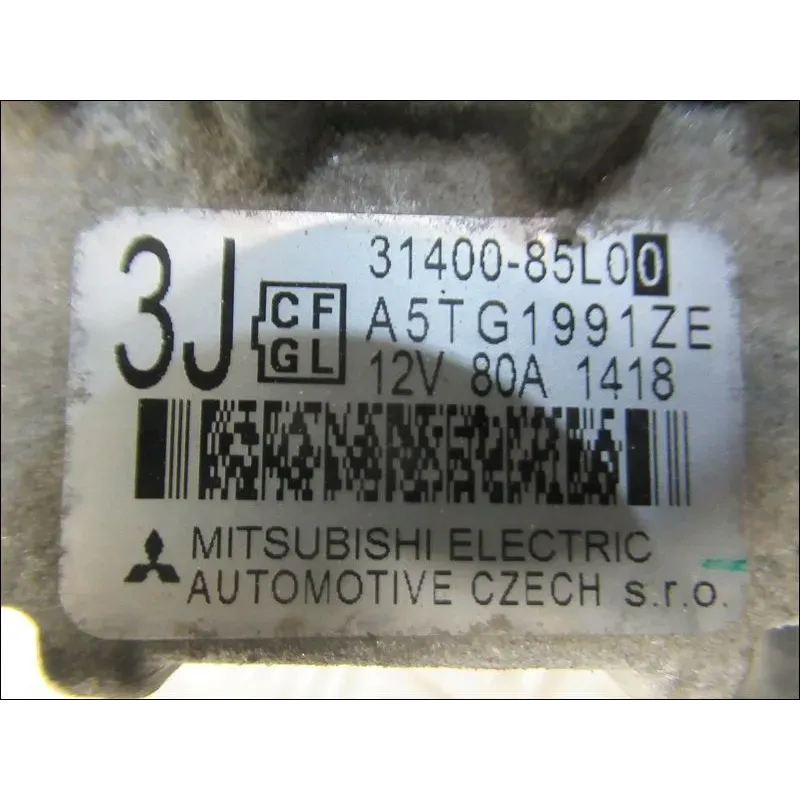 3J
31400-85L00
CF
GL
A5TG1991ZE
12V 80A 1418
MITSUBISHI ELECTRIC
AUTOMOTIVE CZECH s.r.o.